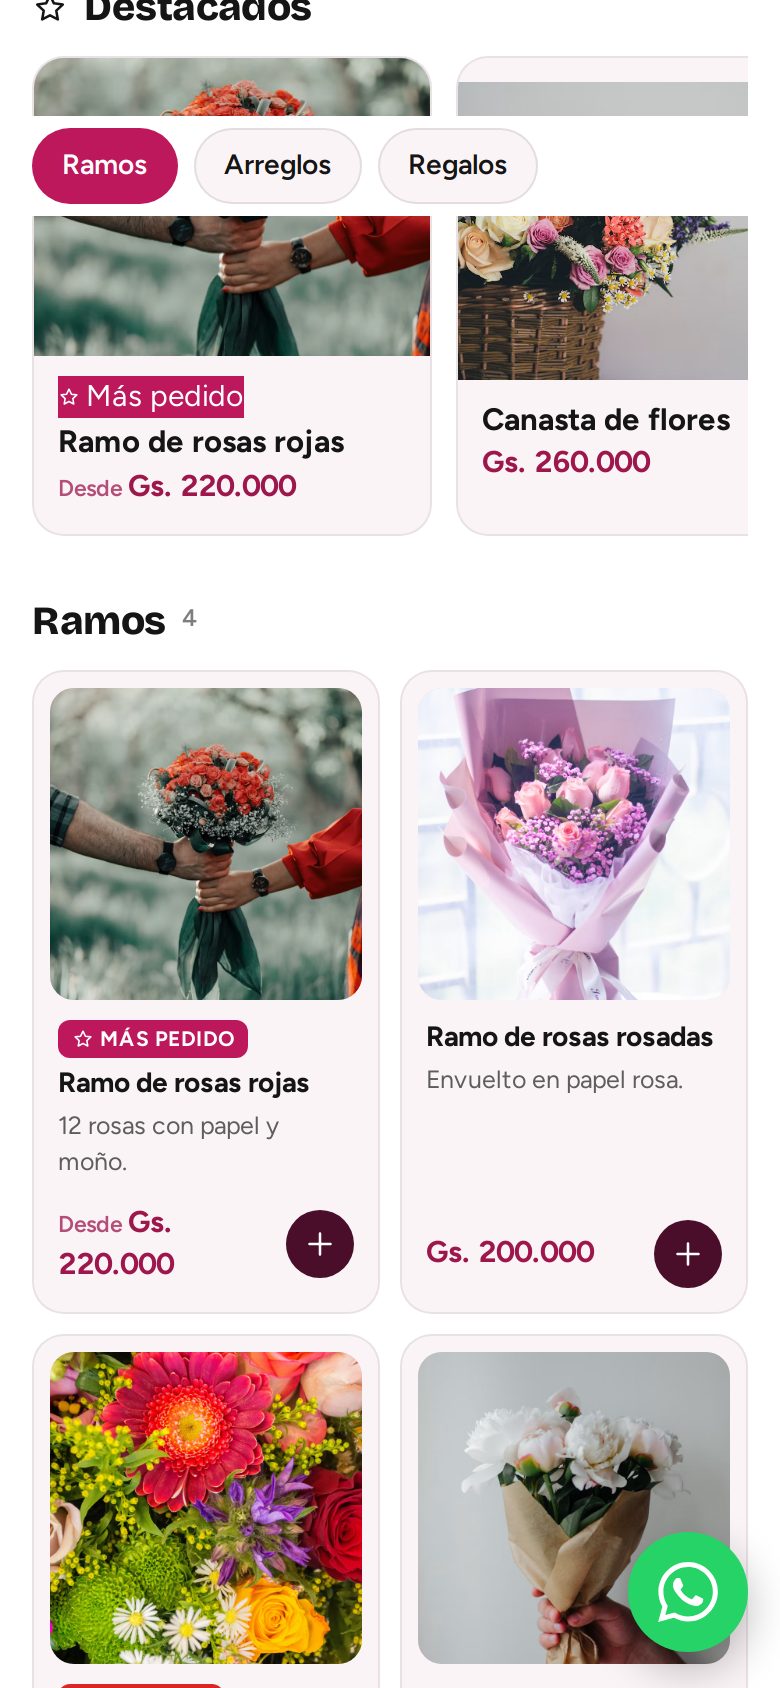 Destacados
Ramos
Arreglos
Regalos
Más pedido
Ramo de rosas rojas
Desde Gs. 220.000
Canasta de flores
Gs. 260.000
Ramos 4
MÁS PEDIDO
Ramo de rosas rojas
12 rosas con papel y
moño.
Desde Gs.
220.000
Ramo de rosas rosadas
Envuelto en papel rosa.
Gs. 200.000